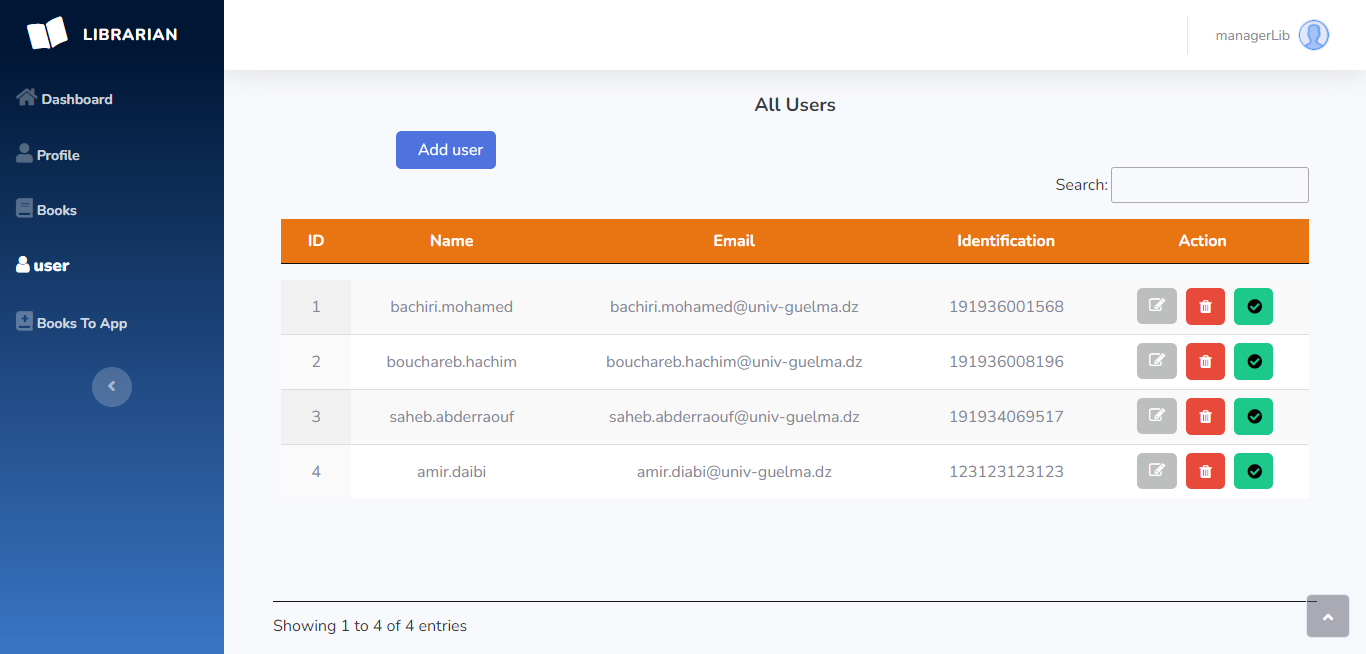 LIBRARIAN
managerLib
Dashboard
Profile
Books
user
Books To App
All Users
Add user
Search:
ID Name Email Identification Action
1 bachiri.mohamed bachiri.mohamed@univ-guelma.dz 191936001568
2 bouchareb.hachim bouchareb.hachim@univ-guelma.dz 191936008196
3 saheb.abderraouf saheb.abderraouf@univ-guelma.dz 191934069517
4 amir.daibi amir.diabi@univ-guelma.dz 123123123123
Showing 1 to 4 of 4 entries